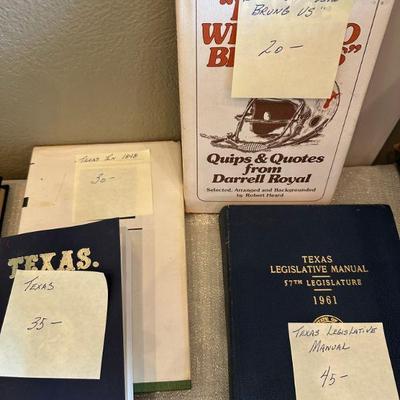 BRUNG US"
20-
Quips & Quotes
from
Darrell Royal
Selected, Arranged and Backgrounded
by Robert Heard
TEXAS IN 1848
30-
TEXAS.
TEXAS
35-
TEXAS
LEGISLATIVE MANUAL
57TH LEGISLATURE
1961
TEXAS LEGISLATIVE
MANUAL
45-